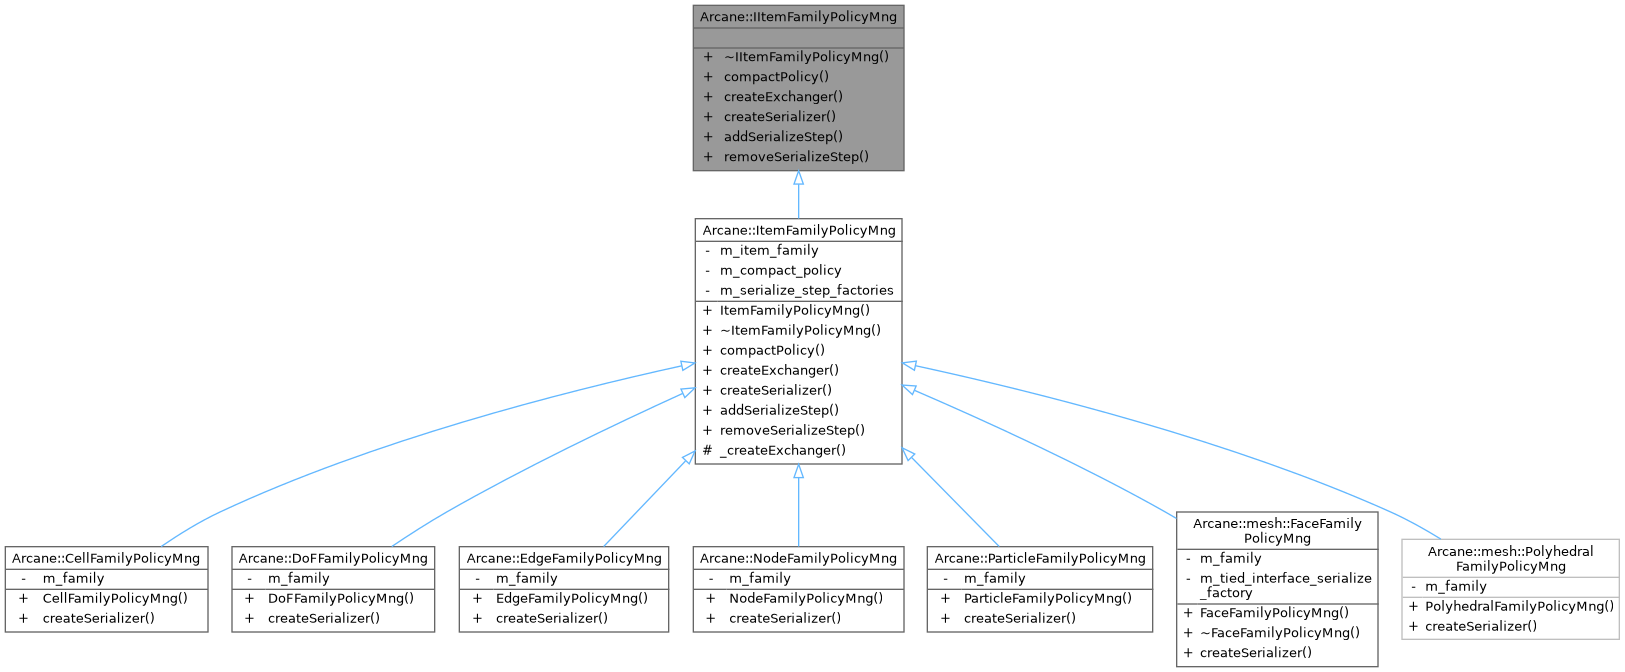 Arcane::IItemFamilyPolicyMng
+ ~IItemFamilyPolicyMng()
+ compactPolicy()
+ createExchanger()
+ createSerializer()
+ addSerializeStep()
+ removeSerializeStep()
Arcane::ItemFamilyPolicyMng
- m_item_family
- m_compact_policy
- m_serialize_step_factories
+ ItemFamilyPolicyMng()
+ ~ItemFamilyPolicyMng()
+ compactPolicy()
+ createExchanger()
+ createSerializer()
+ addSerializeStep()
+ removeSerializeStep()
# _createExchanger()
Arcane::CellFamilyPolicyMng
- m_family
+ CellFamilyPolicyMng()
+ createSerializer()
Arcane::DoFFamilyPolicyMng
- m_family
+ DoFFamilyPolicyMng()
+ createSerializer()
Arcane::EdgeFamilyPolicyMng
- m_family
+ EdgeFamilyPolicyMng()
+ createSerializer()
Arcane::NodeFamilyPolicyMng
- m_family
+ NodeFamilyPolicyMng()
+ createSerializer()
Arcane::ParticleFamilyPolicyMng
- m_family
+ ParticleFamilyPolicyMng()
+ createSerializer()
Arcane::mesh::FaceFamily
PolicyMng
- m_family
- m_tied_interface_serialize
_factory
+ FaceFamilyPolicyMng()
+ ~FaceFamilyPolicyMng()
+ createSerializer()
Arcane::mesh::Polyhedral
FamilyPolicyMng
- m_family
+ PolyhedralFamilyPolicyMng()
+ createSerializer()